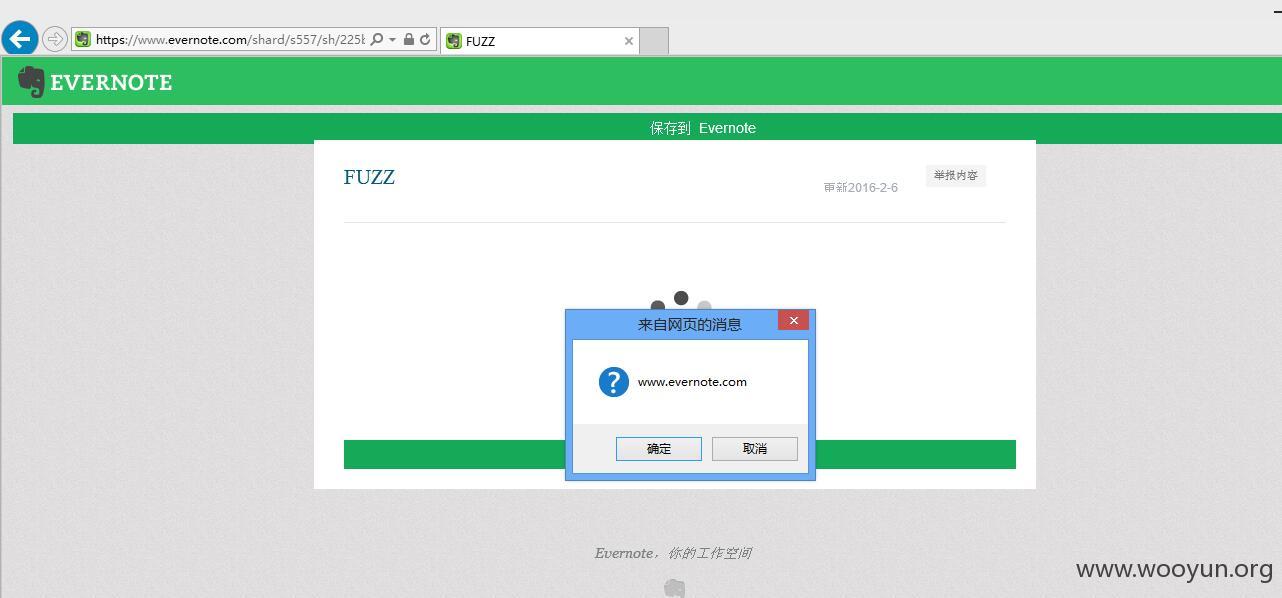 https://www.evernote.com/shard/s557/sh/225b
FUZZ
EVERNOTE
保存到 Evernote
FUZZ
更新2016-2-6
举报内容
来自网页的消息
www.evernote.com
确定
取消
Evernote，你的工作空间
www.wooyun.org